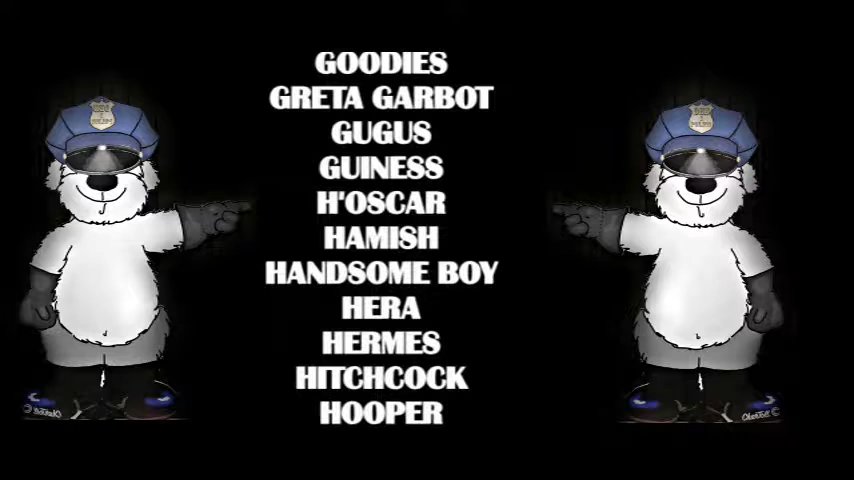 GOODIES
GRETA GARBOT
GUGUS
GUINESS
H'OSCAR
HAMISH
HANDSOME BOY
HERA
HERMES
HITCHCOCK
HOOPER